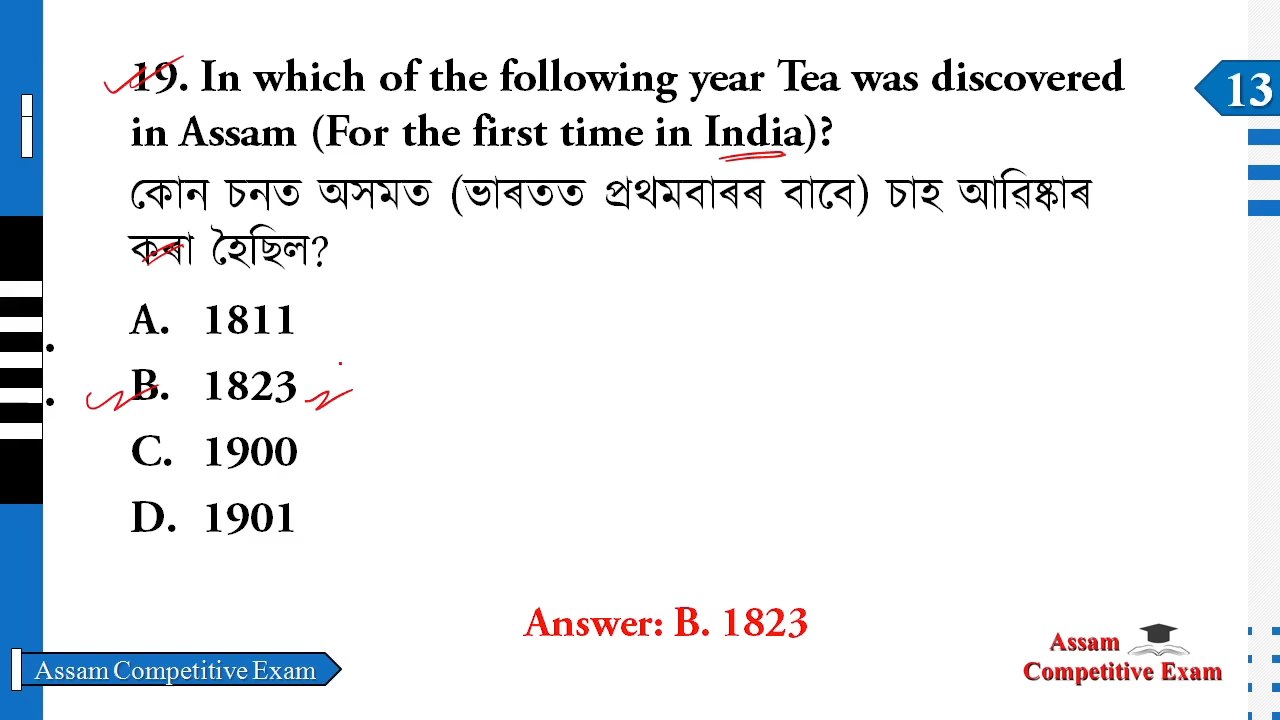 19. In which of the following year Tea was discovered
in Assam (For the first time in India)?
কোন চনত অসমত (ভাৰতত প্ৰথমবাৰৰ বাবে) চাহ আৱিষ্কাৰ
কৰা হৈছিল?
A. 1811
B. 1823
C. 1900
D. 1901
Answer: B. 1823
13
Assam Competitive Exam
Assam
Competitive Exam